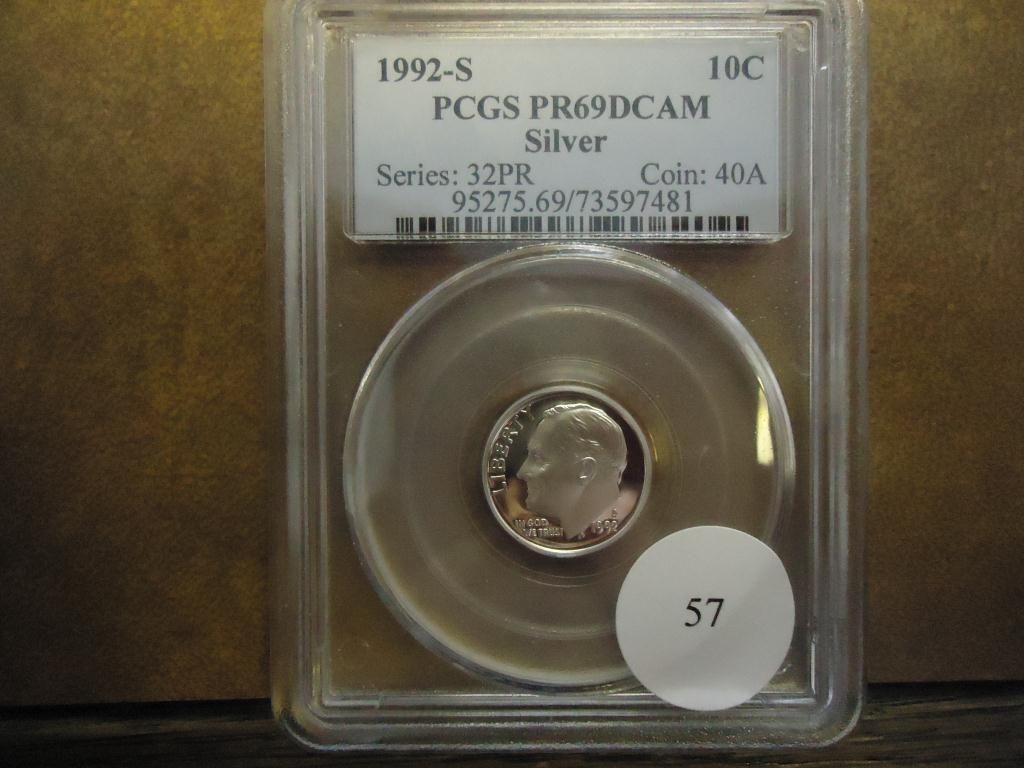 1992-S 10C
PCGS PR69DCAM
Silver
Series: 32PR Coin: 40A
95275.69/73597481
LIBERTY
IN GOD
WE TRUST
S
1992
57